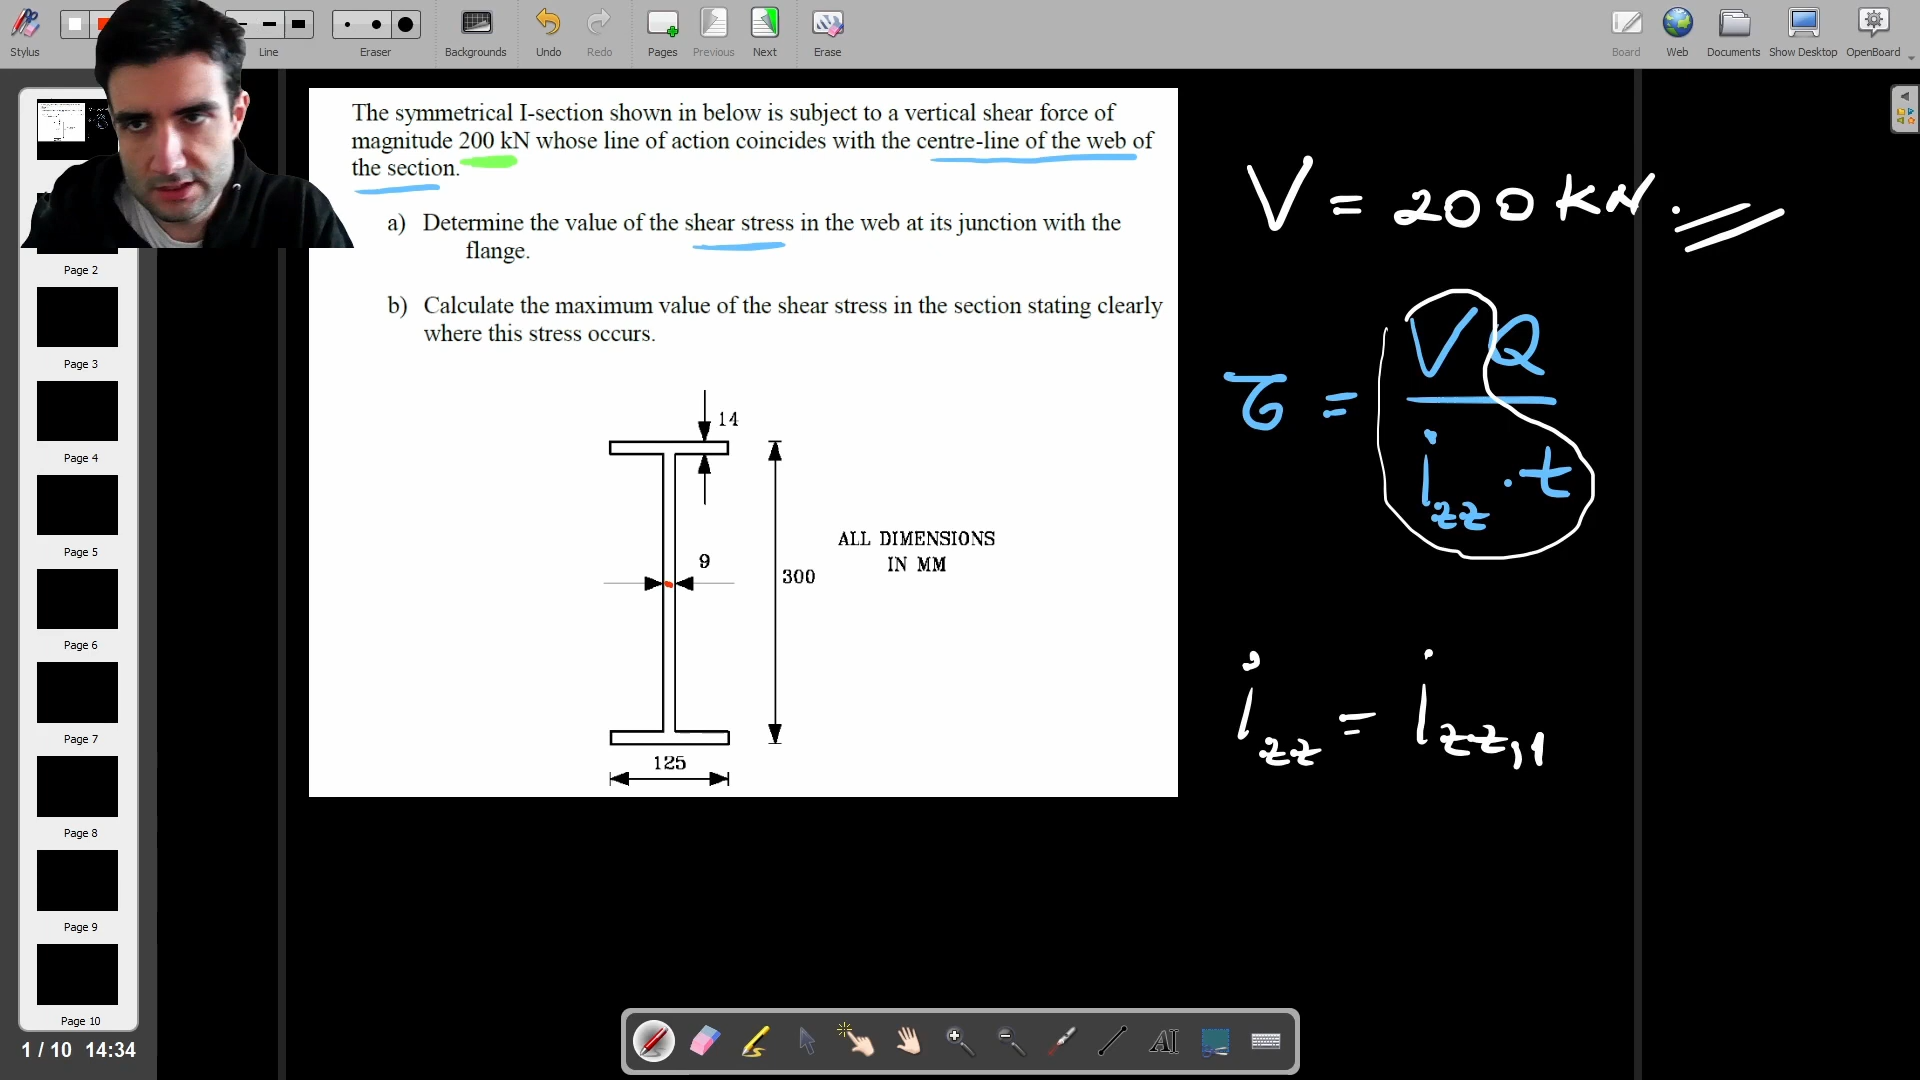 Stylus
Line
Eraser
Backgrounds
Undo
Redo
Pages
Previous
Next
Erase
Board
Web
Documents
Show Desktop
OpenBoard
Page 2
Page 3
Page 4
Page 5
Page 6
Page 7
Page 8
Page 9
Page 10
1 / 10 14:34
The symmetrical I-section shown in below is subject to a vertical shear force of
magnitude 200 kN whose line of action coincides with the centre-line of the web of
the section.
a) Determine the value of the shear stress in the web at its junction with the
flange.
b) Calculate the maximum value of the shear stress in the section stating clearly
where this stress occurs.
14
9
300
ALL DIMENSIONS
IN MM
125
V = 200 kN.
τ = VQ
i zz . t
i zz = i zz,1
AI